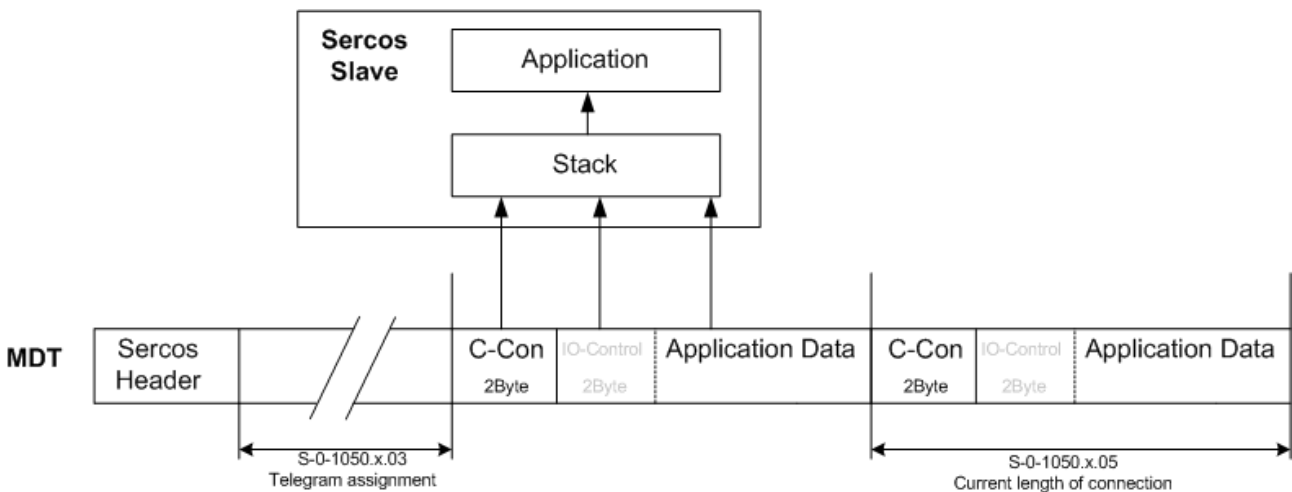 Sercos
Slave
Application
Stack
MDT
Sercos
Header
C-Con
2Byte
IO-Control
2Byte
Application Data
C-Con
2Byte
IO-Control
2Byte
Application Data
S-0-1050.x.03
Telegram assignment
S-0-1050.x.05
Current length of connection